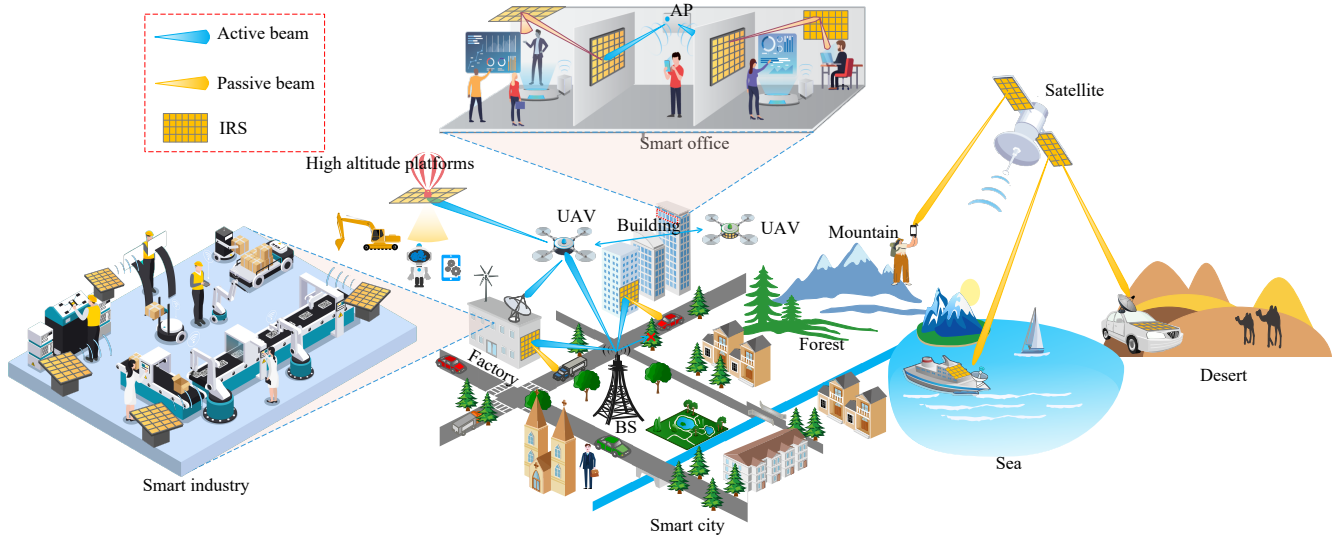 AP
Active beam
Passive beam
IRS
Satellite
Smart office
High altitude platforms
UAV
Building
UAV
Mountain
Forest
Factory
Desert
BS
Sea
Smart industry
Smart city